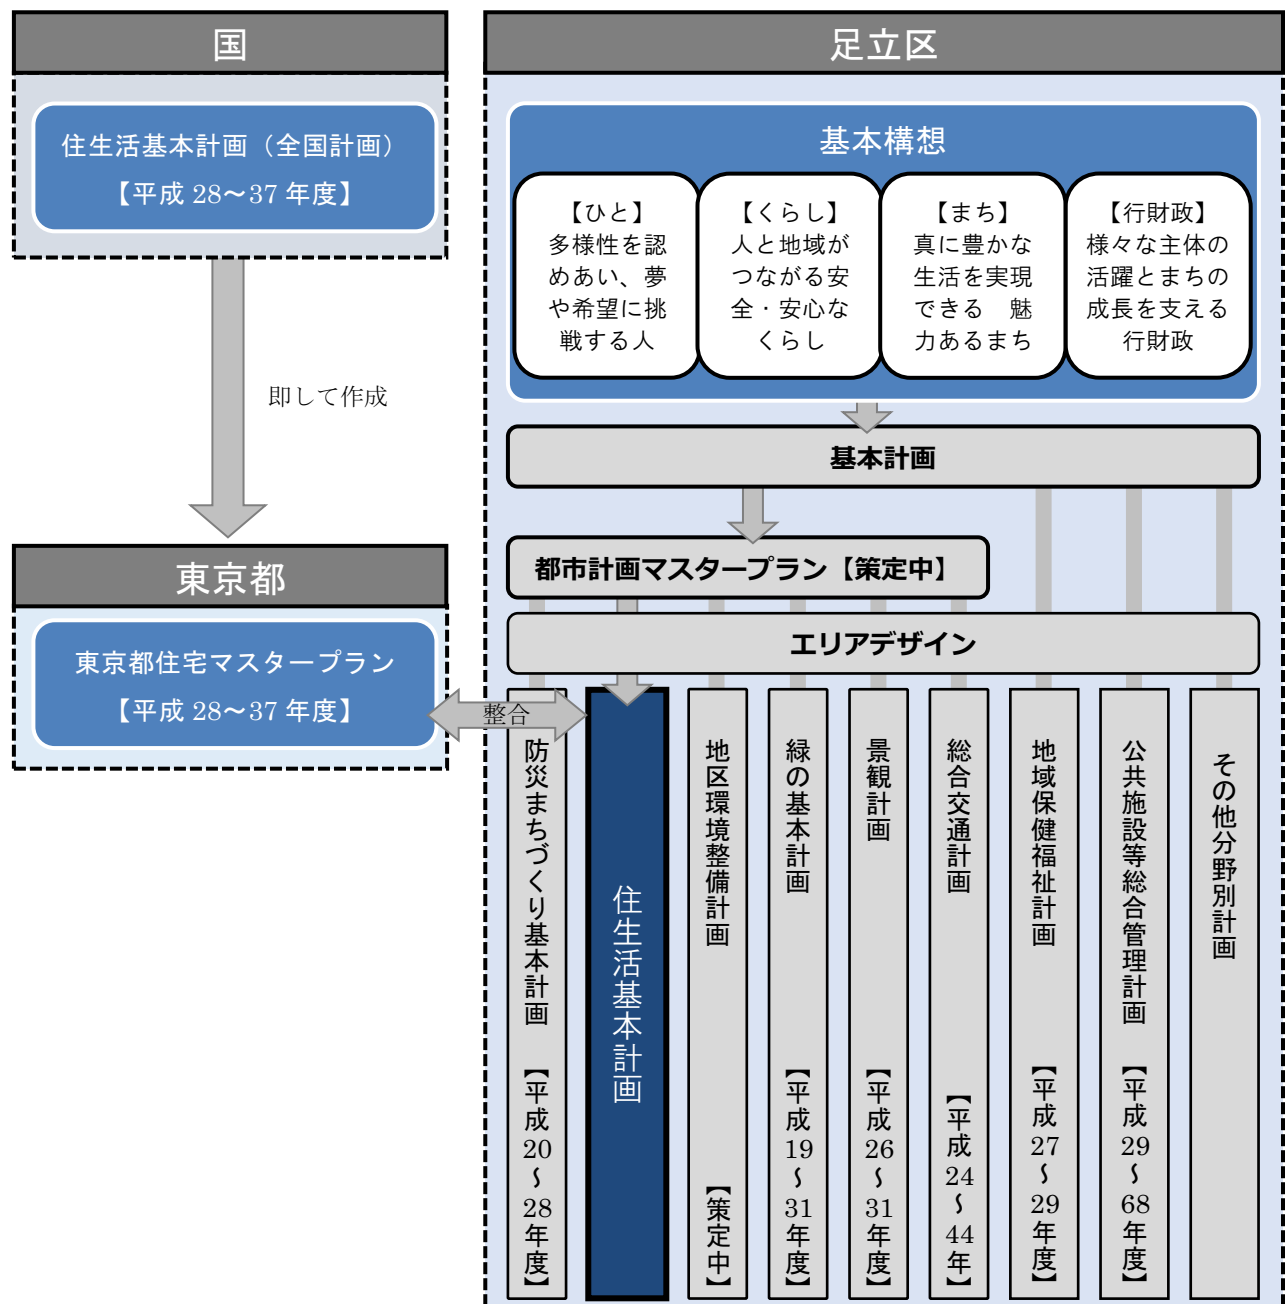 国
住生活基本計画（全国計画）
【平成 28～37 年度】
即して作成
東京都
東京都住宅マスタープラン
【平成 28～37 年度】
整合
足立区
基本構想
【ひと】
多様性を認
めあい、夢
や希望に挑
戦する人
【くらし】
人と地域が
つながる安
全・安心な
くらし
【まち】
真に豊かな
生活を実現
できる　魅
力あるまち
【行財政】
様々な主体の
活躍とまちの
成長を支える
行財政
基本計画
都市計画マスタープラン【策定中】
エリアデザイン
防災まちづくり基本計画　【平成20～28年度】
住生活基本計画
地区環境整備計画　【策定中】
緑の基本計画　【平成19～31年度】
景観計画　【平成26～31年度】
総合交通計画　【平成24～44年】
地域保健福祉計画　【平成27～29年度】
公共施設等総合管理計画　【平成29～68年度】
その他分野別計画